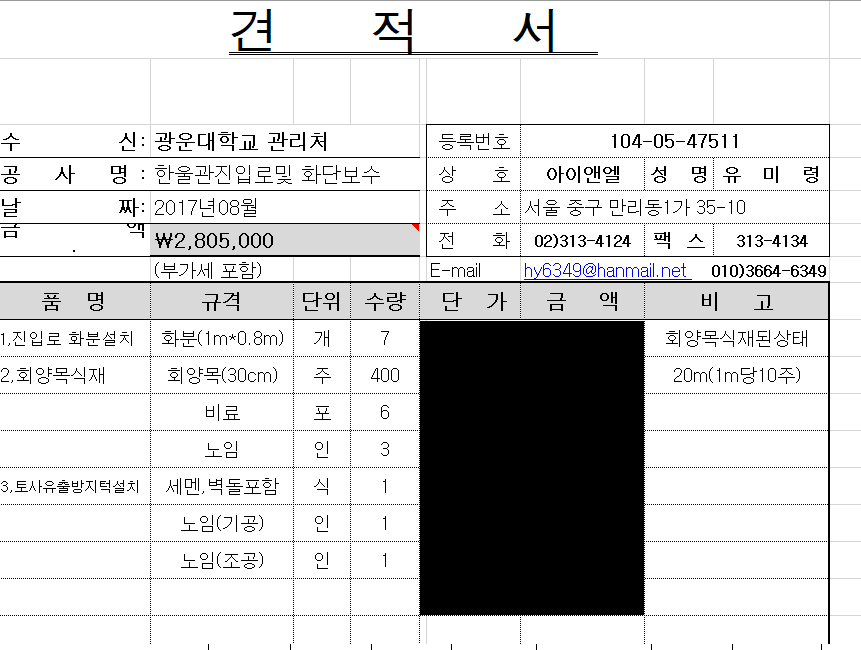 견 적 서
수 신: 광운대학교 관리처
등록번호 104-05-47511
공 사 명 : 한울관진입로및 화단보수
상 호 아이앤엘 성 명 유 미 령
날 짜: 2017년08월
주 소 서울 중구 만리동1가 35-10
금 액 ₩2,805,000
전 화 02)313-4124 팩 스 313-4134
(부가세 포함)
E-mail hy6349@hanmail.net 010)3664-6349
품 명 규격 단위 수량 단 가 금 액 비 고
1,진입로 화분설치 화분(1m*0.8m) 개 7 회양목식재된상태
2,회양목식재 회양목(30cm) 주 400 20m(1m당10주)
비료 포 6
노임 인 3
3,토사유출방지턱설치 세멘,벽돌포함 식 1
노임(기공) 인 1
노임(조공) 인 1